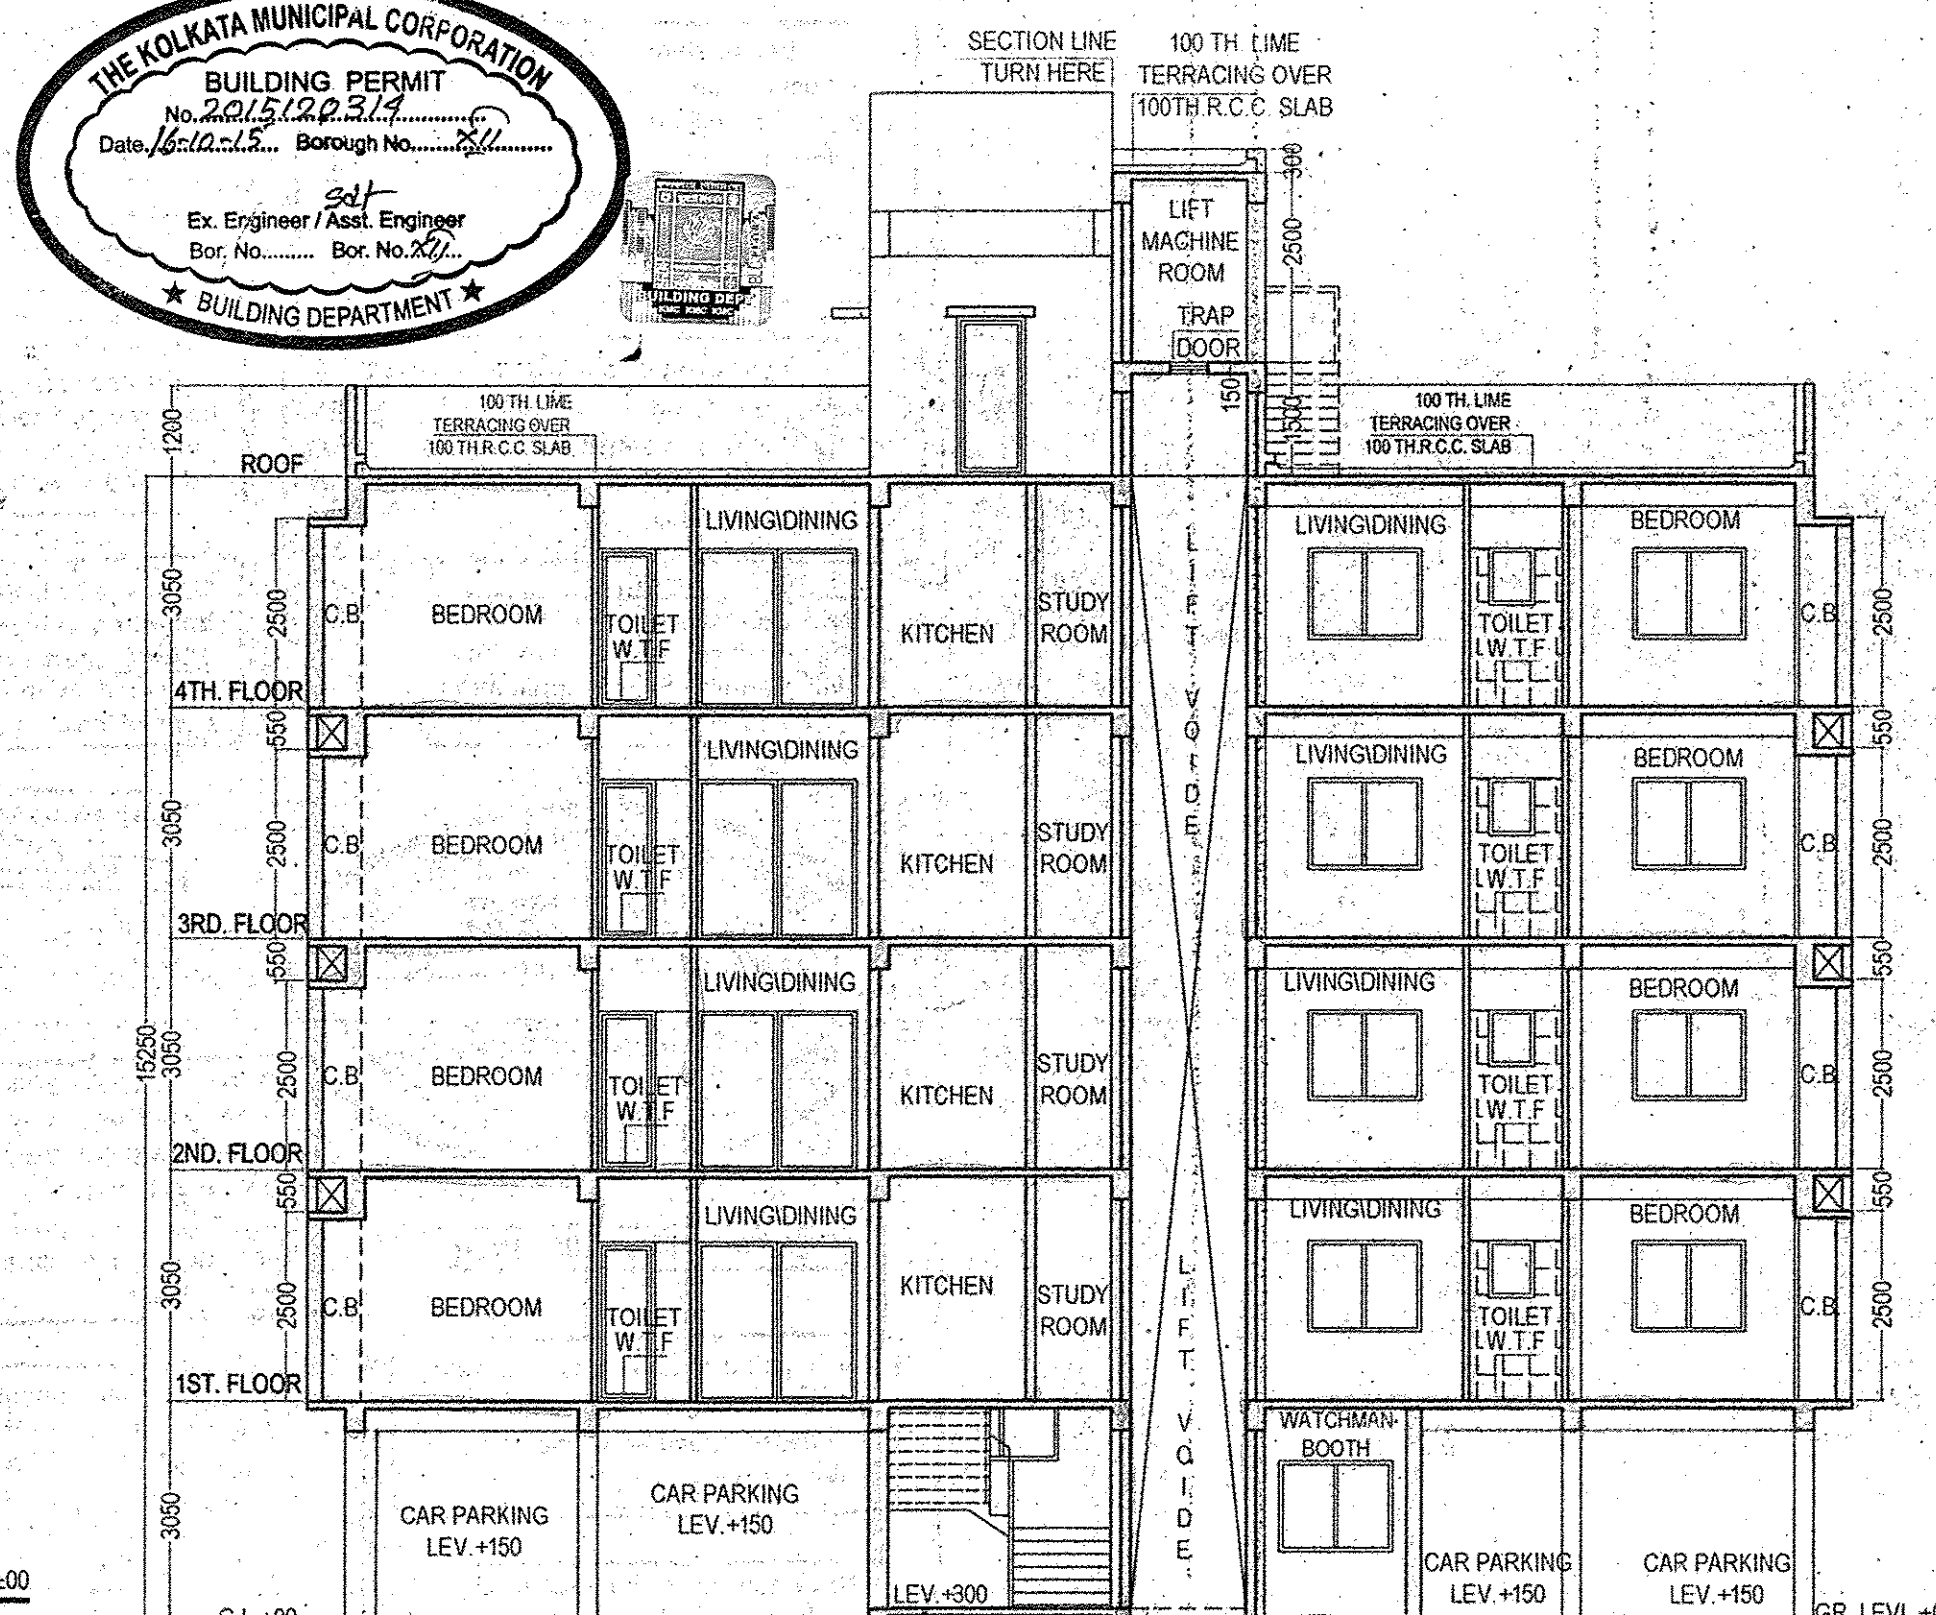 THE KOLKATA MUNICIPAL CORPORATION
BUILDING PERMIT
No. 2015120314
Date. 16-10-15 Borough No. XII
Sd/-
Ex. Engineer / Asst. Engineer
Bor. No......... Bor. No. XII
★ BUILDING DEPARTMENT ★
BUILDING DEP
KMC KMC KMC
SECTION LINE
TURN HERE
100 TH. LIME
TERRACING OVER
100TH.R.C.C. SLAB
300
LIFT
MACHINE
ROOM
2500
TRAP
DOOR
150
1500
1200
100 TH. LIME
TERRACING OVER
100 TH.R.C.C. SLAB
100 TH. LIME
TERRACING OVER
100 TH.R.C.C. SLAB
ROOF
3050
2500
C.B
BEDROOM
TOILET
W.T.F
LIVING\DINING
KITCHEN
STUDY
ROOM
LIFT VOIDE
LIVING\DINING
TOILET
W.T.F
BEDROOM
C.B
2500
4TH. FLOOR
550
550
3050
2500
C.B
BEDROOM
TOILET
W.T.F
LIVING\DINING
KITCHEN
STUDY
ROOM
LIVING\DINING
TOILET
W.T.F
BEDROOM
C.B
2500
3RD. FLOOR
550
550
15250
3050
2500
C.B
BEDROOM
TOILET
W.T.F
LIVING\DINING
KITCHEN
STUDY
ROOM
LIVING\DINING
TOILET
W.T.F
BEDROOM
C.B
2500
2ND. FLOOR
550
550
3050
2500
C.B
BEDROOM
TOILET
W.T.F
LIVING\DINING
KITCHEN
STUDY
ROOM
LIFT VOIDE
LIVING\DINING
TOILET
W.T.F
BEDROOM
C.B
2500
1ST. FLOOR
3050
CAR PARKING
LEV.+150
CAR PARKING
LEV.+150
LEV.+300
WATCHMAN
BOOTH
CAR PARKING
LEV.+150
CAR PARKING
LEV.+150